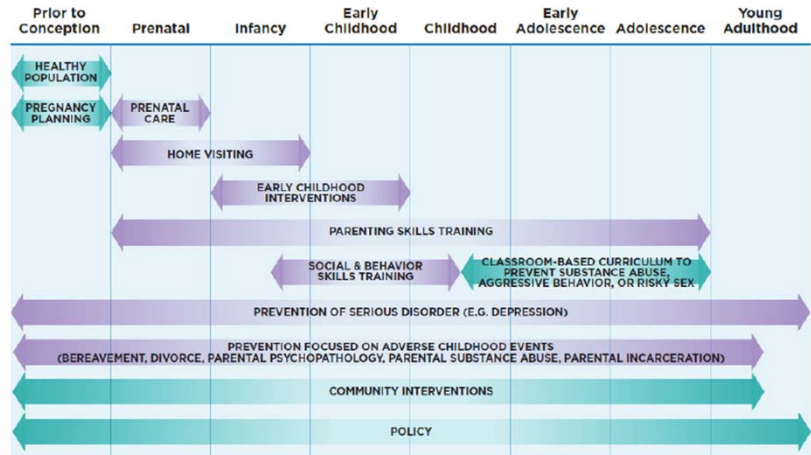 Prior to
Conception
Prenatal
Infancy
Early
Childhood
Childhood
Early
Adolescence
Adolescence
Young
Adulthood
HEALTHY
POPULATION
PREGNANCY
PLANNING
PRENATAL
CARE
HOME VISITING
EARLY CHILDHOOD
INTERVENTIONS
PARENTING SKILLS TRAINING
SOCIAL & BEHAVIOR
SKILLS TRAINING
CLASSROOM-BASED CURRICULUM TO
PREVENT SUBSTANCE ABUSE,
AGGRESSIVE BEHAVIOR, OR RISKY SEX
PREVENTION OF SERIOUS DISORDER (E.G. DEPRESSION)
PREVENTION FOCUSED ON ADVERSE CHILDHOOD EVENTS
(BEREAVEMENT, DIVORCE, PARENTAL PSYCHOPATHOLOGY, PARENTAL SUBSTANCE ABUSE, PARENTAL INCARCERATION)
COMMUNITY INTERVENTIONS
POLICY